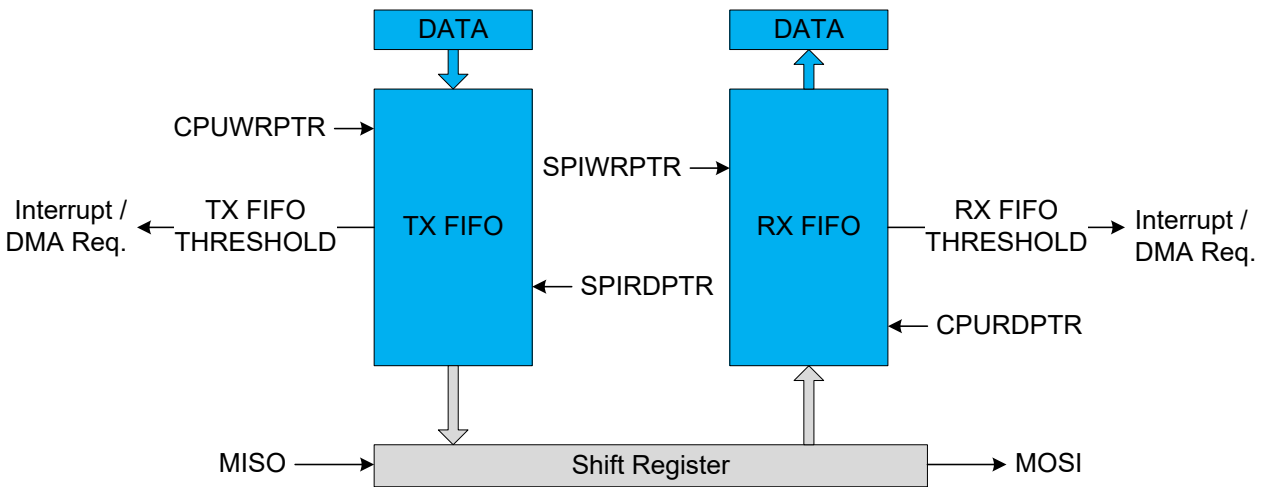 DATA
DATA
CPUWRPTR
SPIWRPTR
Interrupt /
DMA Req.
TX FIFO
THRESHOLD
TX FIFO
RX FIFO
RX FIFO
THRESHOLD
Interrupt /
DMA Req.
SPIRDPTR
CPURDPTR
MISO
Shift Register
MOSI